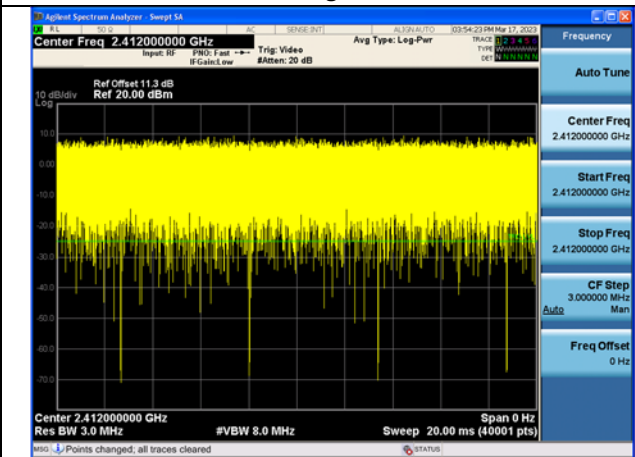 Agilent Spectrum Analyzer - Swept SA
RL 50 Ω AC SENSE:INT ALIGN AUTO 03:54:23 PM Mar 17, 2023
Center Freq 2.412000000 GHz
Input: RF PNO: Fast Trig: Video Avg Type: Log-Pwr TRACE 1 2 3 4 5 6
IFGain:Low #Atten: 20 dB TYPE
DET N N N N N N
Ref Offset 11.3 dB
10 dB/div Ref 20.00 dBm
Log
10.0
0.00
-10.0
-20.0
-30.0
-40.0
-50.0
-60.0
-70.0
Center 2.412000000 GHz Span 0 Hz
Res BW 3.0 MHz #VBW 8.0 MHz Sweep 20.00 ms (40001 pts)
MSG Points changed; all traces cleared STATUS
Frequency
Auto Tune
Center Freq
2.412000000 GHz
Start Freq
2.412000000 GHz
Stop Freq
2.412000000 GHz
CF Step
3.000000 MHz
Auto Man
Freq Offset
0 Hz